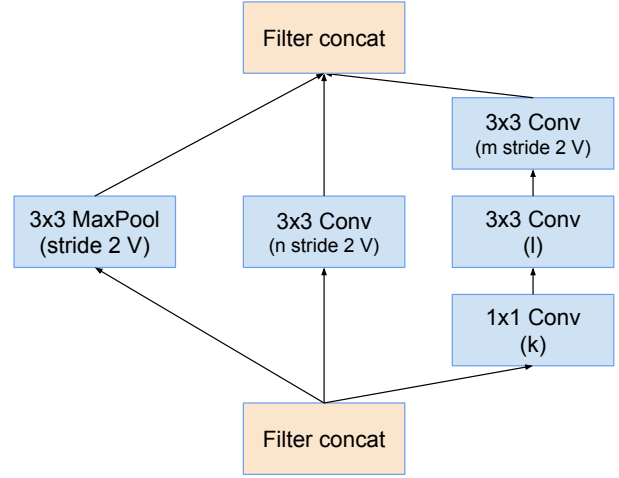 Filter concat
3x3 Conv
(m stride 2 V)
3x3 MaxPool
(stride 2 V)
3x3 Conv
(n stride 2 V)
3x3 Conv
(l)
1x1 Conv
(k)
Filter concat